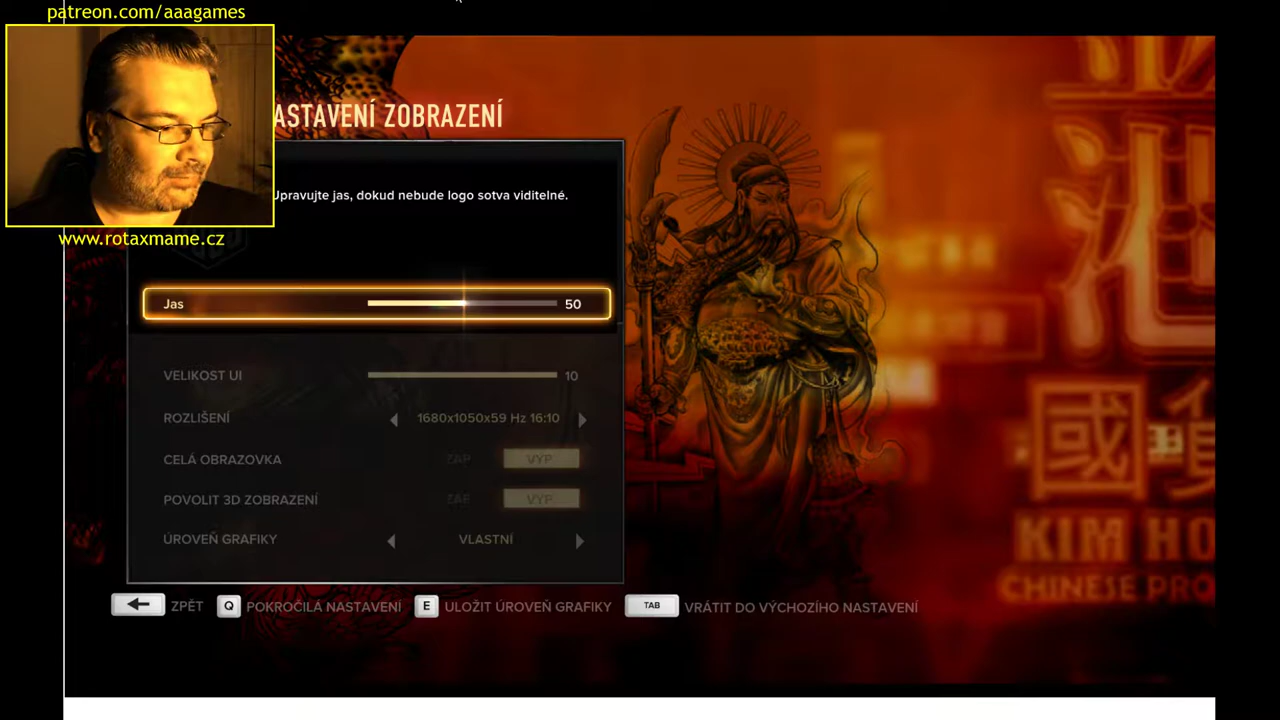 patreon.com/aaagames
www.rotaxmame.cz
ASTAVENÍ ZOBRAZENÍ
Upravujte jas, dokud nebude logo sotva viditelné.
Jas 50
VELIKOST UI 10
ROZLIŠENÍ 1680x1050x59 Hz 16:10
CELÁ OBRAZOVKA ZAP VYP
POVOLIT 3D ZOBRAZENÍ ZAP VYP
ÚROVEŇ GRAFIKY VLASTNÍ
ZPĚT Q POKROČILÁ NASTAVENÍ E ULOŽIT ÚROVEŇ GRAFIKY TAB VRÁTIT DO VÝCHOZÍHO NASTAVENÍ
國
KIM HO
CHINESE PRO